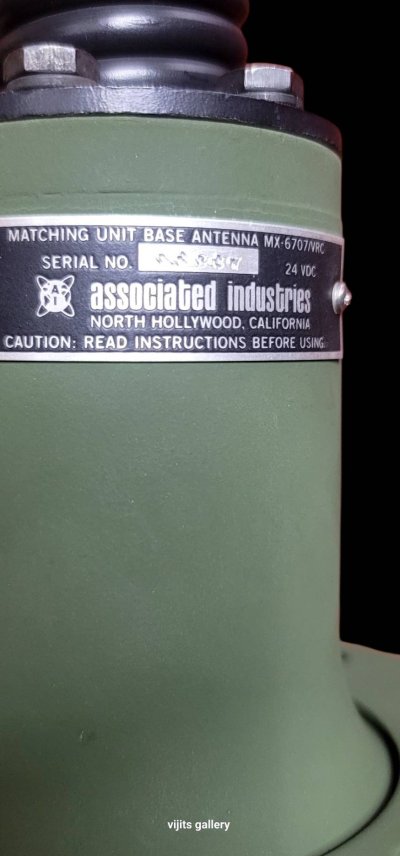 MATCHING UNIT BASE ANTENNA MX-6707/VRC
SERIAL NO. 24 VDC
associated industries
NORTH HOLLYWOOD, CALIFORNIA
CAUTION: READ INSTRUCTIONS BEFORE USING.
vijits gallery